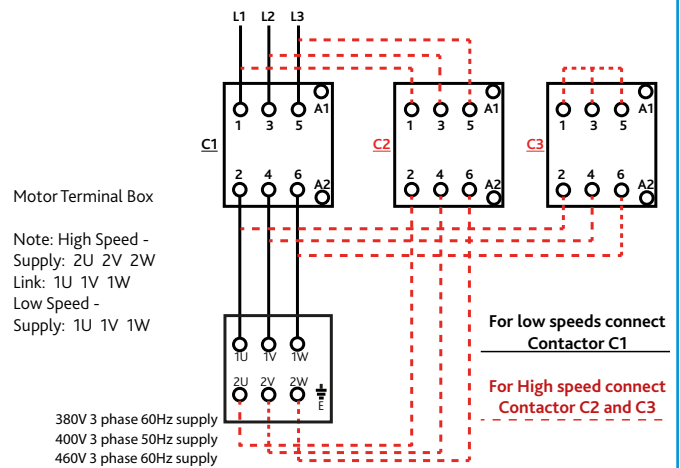 L1 L2 L3
A1 A1 A1
1 3 5 1 3 5 1 3 5
C1 C2 C3
2 4 6 2 4 6 2 4 6
A2 A2 A2
Motor Terminal Box
Note: High Speed -
Supply: 2U 2V 2W
Link: 1U 1V 1W
Low Speed -
Supply: 1U 1V 1W
1U 1V 1W
2U 2V 2W
E
For low speeds connect
Contactor C1
For High speed connect
Contactor C2 and C3
380V 3 phase 60Hz supply
400V 3 phase 50Hz supply
460V 3 phase 60Hz supply